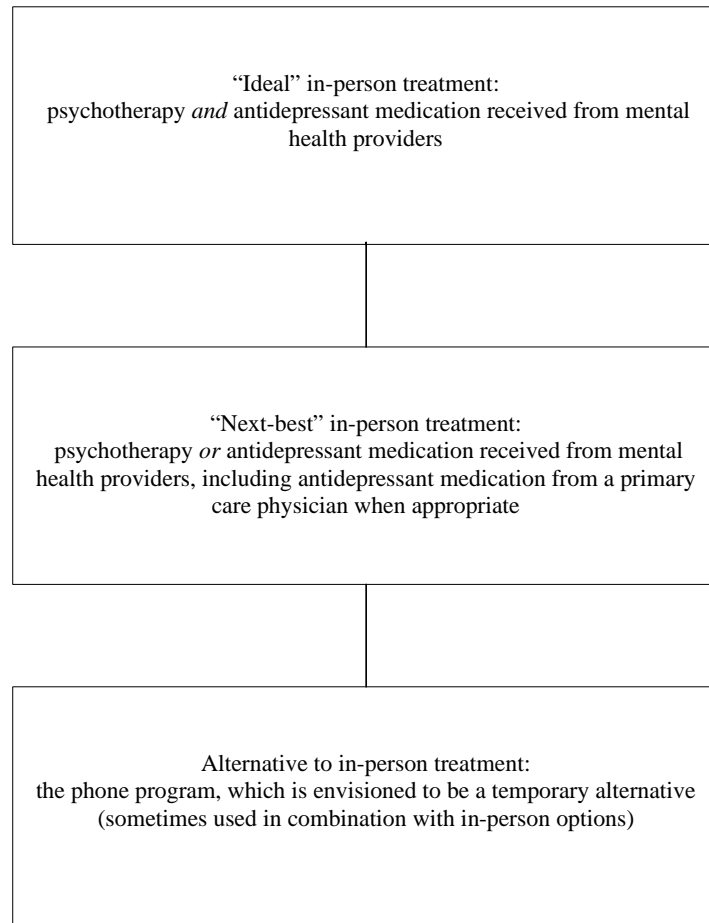 “Ideal” in-person treatment:
psychotherapy and antidepressant medication received from mental
health providers
“Next-best” in-person treatment:
psychotherapy or antidepressant medication received from mental
health providers, including antidepressant medication from a primary
care physician when appropriate
Alternative to in-person treatment:
the phone program, which is envisioned to be a temporary alternative
(sometimes used in combination with in-person options)